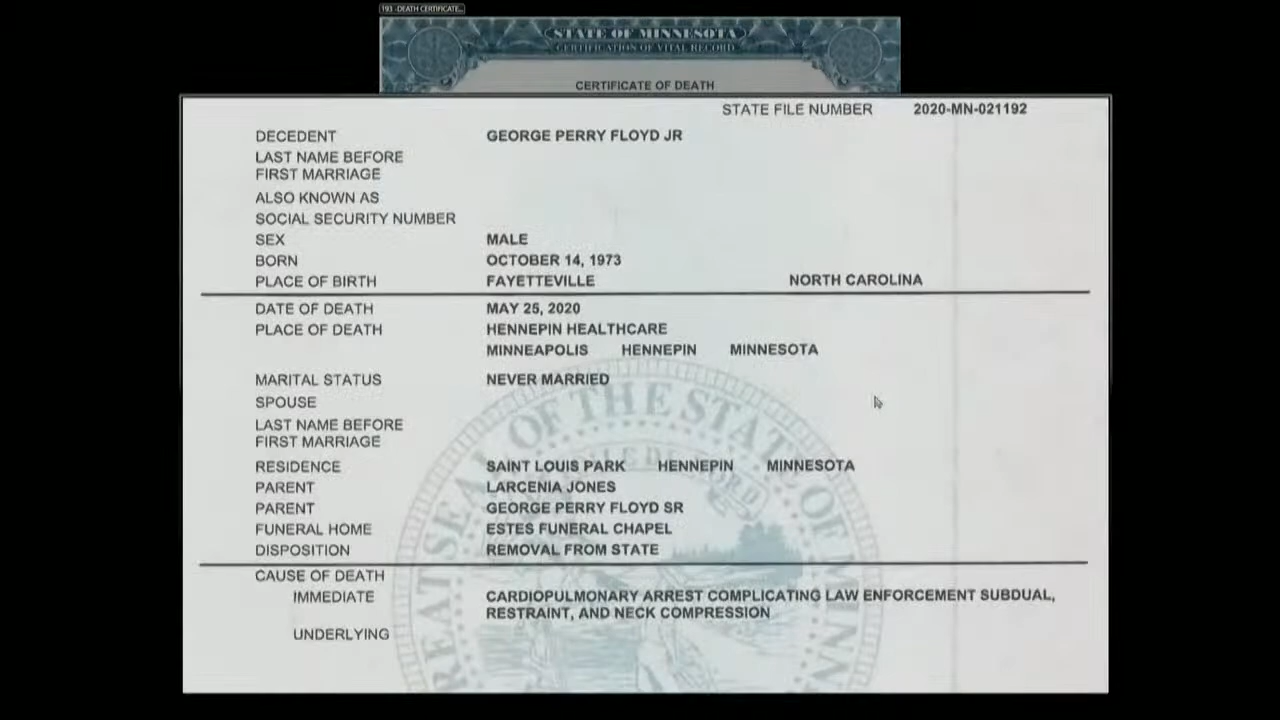 193 -DEATH CERTIFICATE...
STATE OF MINNESOTA
CERTIFICATION OF VITAL RECORD
CERTIFICATE OF DEATH
STATE FILE NUMBER 2020-MN-021192
DECEDENT GEORGE PERRY FLOYD JR
LAST NAME BEFORE
FIRST MARRIAGE
ALSO KNOWN AS
SOCIAL SECURITY NUMBER
SEX MALE
BORN OCTOBER 14, 1973
PLACE OF BIRTH FAYETTEVILLE NORTH CAROLINA
DATE OF DEATH MAY 25, 2020
PLACE OF DEATH HENNEPIN HEALTHCARE
MINNEAPOLIS HENNEPIN MINNESOTA
MARITAL STATUS NEVER MARRIED
SPOUSE
LAST NAME BEFORE
FIRST MARRIAGE
RESIDENCE SAINT LOUIS PARK HENNEPIN MINNESOTA
PARENT LARCENIA JONES
PARENT GEORGE PERRY FLOYD SR
FUNERAL HOME ESTES FUNERAL CHAPEL
DISPOSITION REMOVAL FROM STATE
CAUSE OF DEATH
IMMEDIATE CARDIOPULMONARY ARREST COMPLICATING LAW ENFORCEMENT SUBDUAL,
RESTRAINT, AND NECK COMPRESSION
UNDERLYING
REAT SEAL OF THE STATE OF MINN